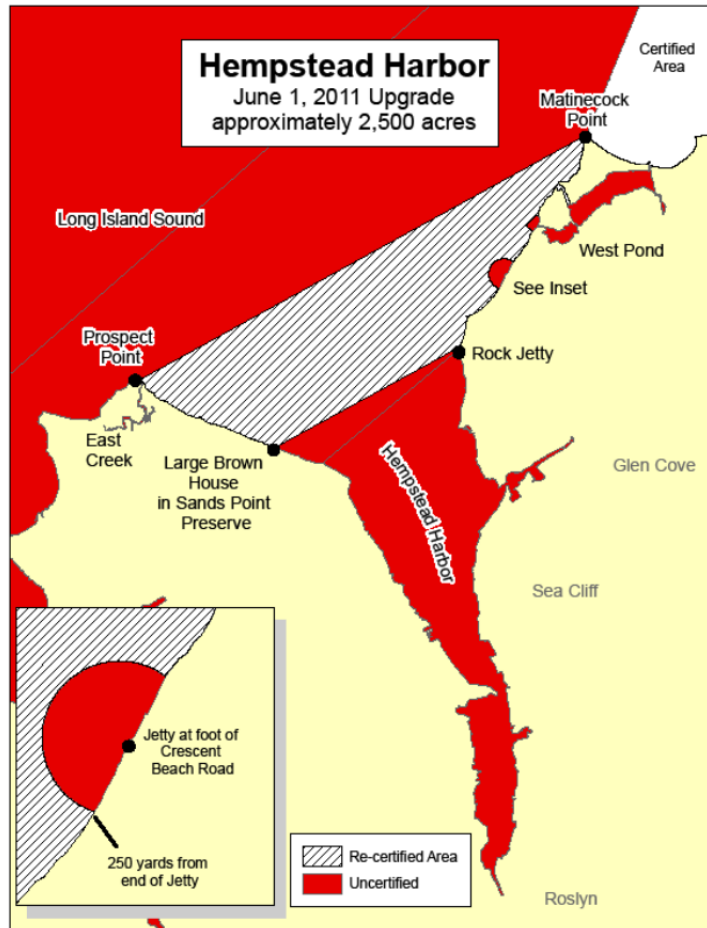 Hempstead Harbor
June 1, 2011 Upgrade
approximately 2,500 acres
Certified
Area
Matinecock
Point
Long Island Sound
West Pond
See Inset
Prospect
Point
Rock Jetty
East
Creek
Large Brown
House
in Sands Point
Preserve
Hempstead Harbor
Glen Cove
Sea Cliff
Jetty at foot of
Crescent
Beach Road
250 yards from
end of Jetty
Re-certified Area
Uncertified
Roslyn